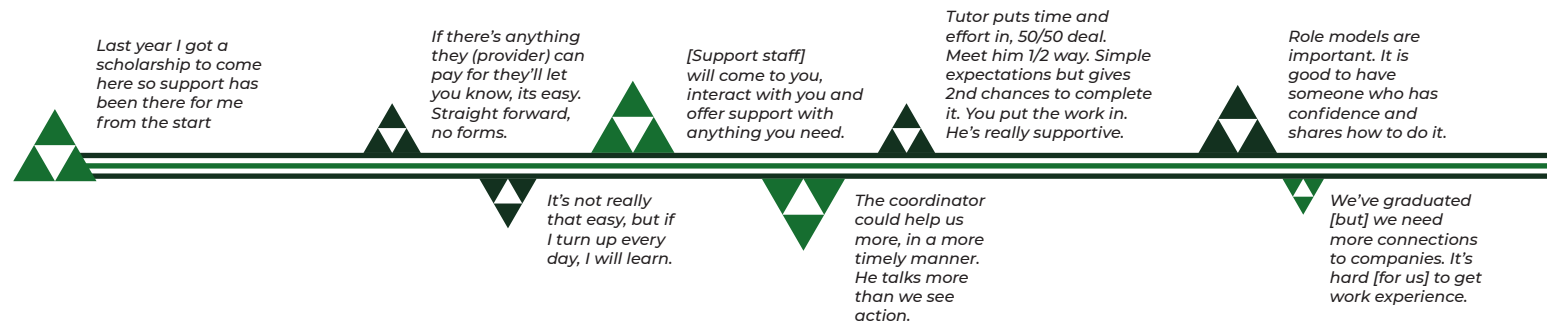 Last year I got a
scholarship to come
here so support has
been there for me
from the start
If there's anything
they (provider) can
pay for they'll let
you know, its easy.
Straight forward,
no forms.
It's not really
that easy, but if
I turn up every
day, I will learn.
[Support staff]
will come to you,
interact with you and
offer support with
anything you need.
The coordinator
could help us
more, in a more
timely manner.
He talks more
than we see
action.
Tutor puts time and
effort in, 50/50 deal.
Meet him 1/2 way. Simple
expectations but gives
2nd chances to complete
it. You put the work in.
He's really supportive.
Role models are
important. It is
good to have
someone who has
confidence and
shares how to do it.
We've graduated
[but] we need
more connections
to companies. It's
hard [for us] to get
work experience.